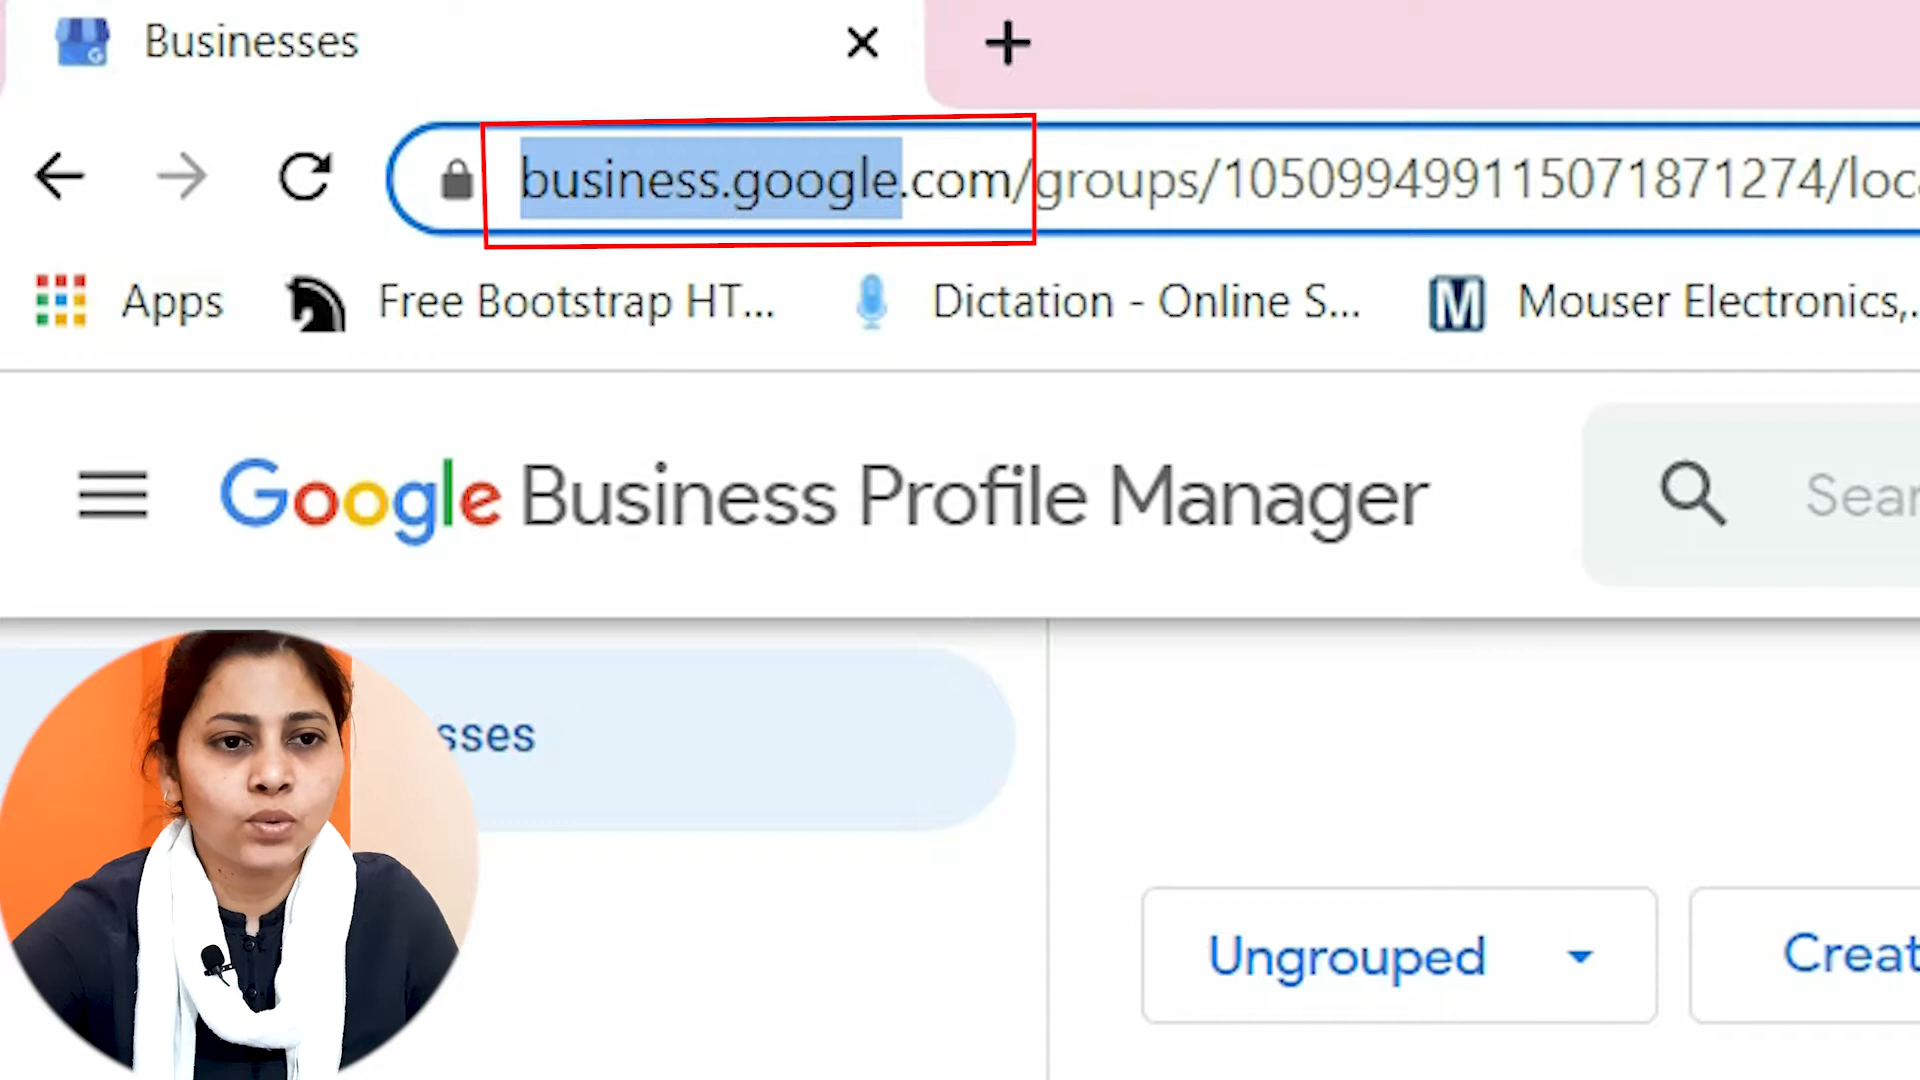 Businesses
business.google.com/groups/105099499115071871274/loc
Apps Free Bootstrap HT... Dictation - Online S... Mouser Electronics,...
Google Business Profile Manager
Sear
sses
Ungrouped
Creat